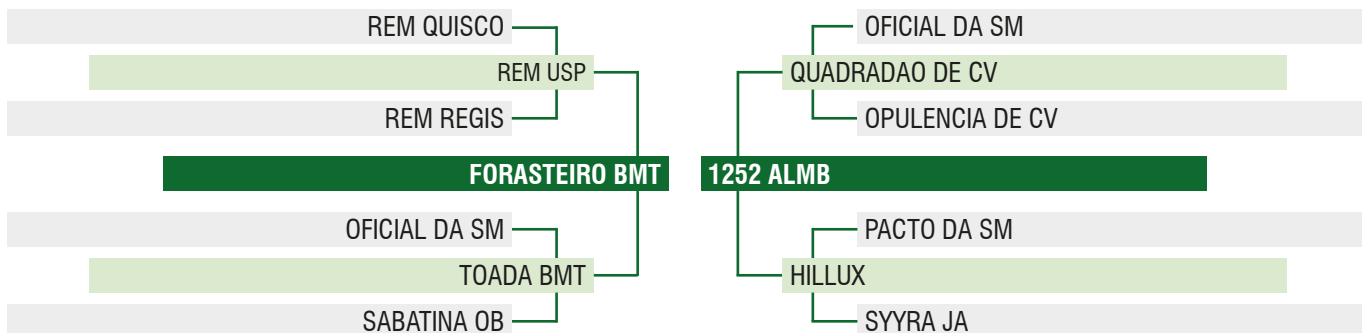 REM QUISCO
REM USP
REM REGIS
FORASTEIRO BMT
OFICIAL DA SM
TOADA BMT
SABATINA OB
OFICIAL DA SM
QUADRADAO DE CV
OPULENCIA DE CV
1252 ALMB
PACTO DA SM
HILLUX
SYYRA JA